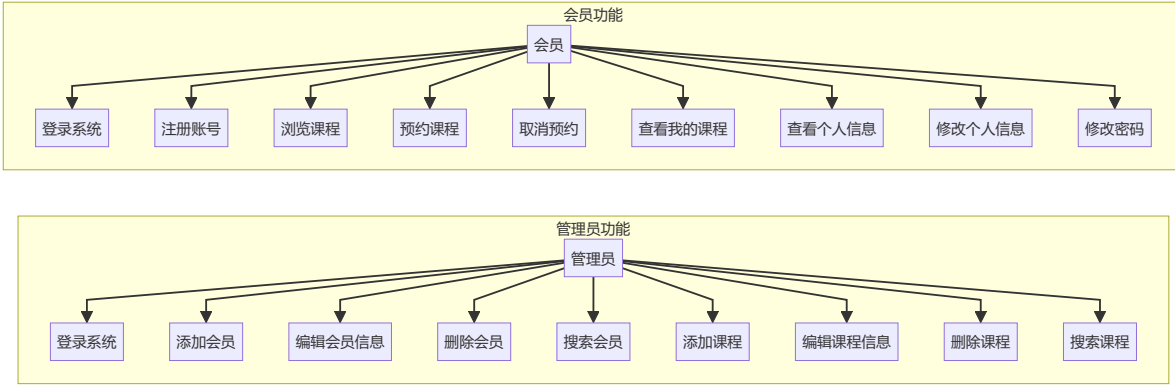 会员功能
会员
登录系统
注册账号
浏览课程
预约课程
取消预约
查看我的课程
查看个人信息
修改个人信息
修改密码
管理员功能
管理员
登录系统
添加会员
编辑会员信息
删除会员
搜索会员
添加课程
编辑课程信息
删除课程
搜索课程